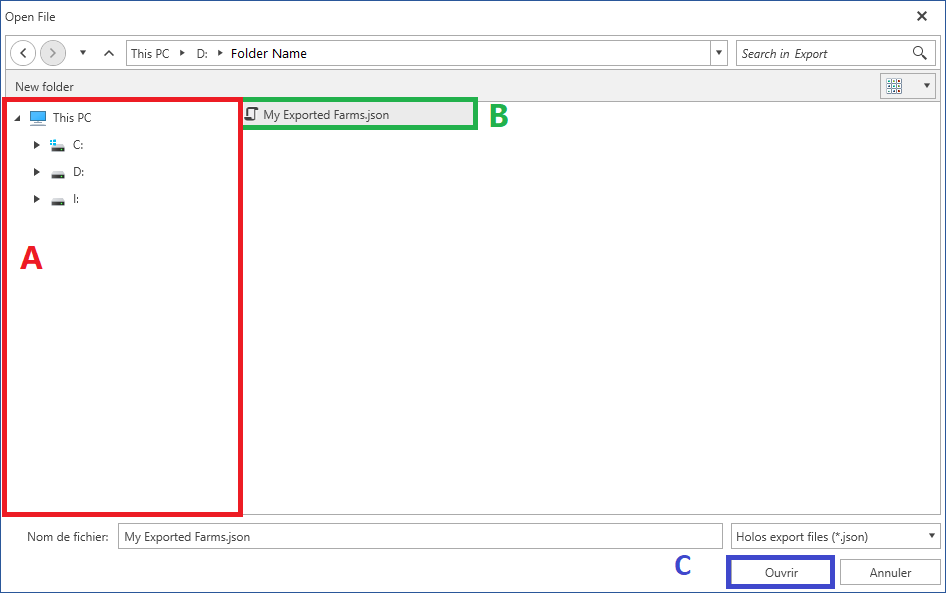 Open File
This PC D: Folder Name
Search in Export
New folder
This PC
C:
D:
I:
A
My Exported Farms.json
B
Nom de fichier: My Exported Farms.json
Holos export files (*.json)
C
Ouvrir
Annuler